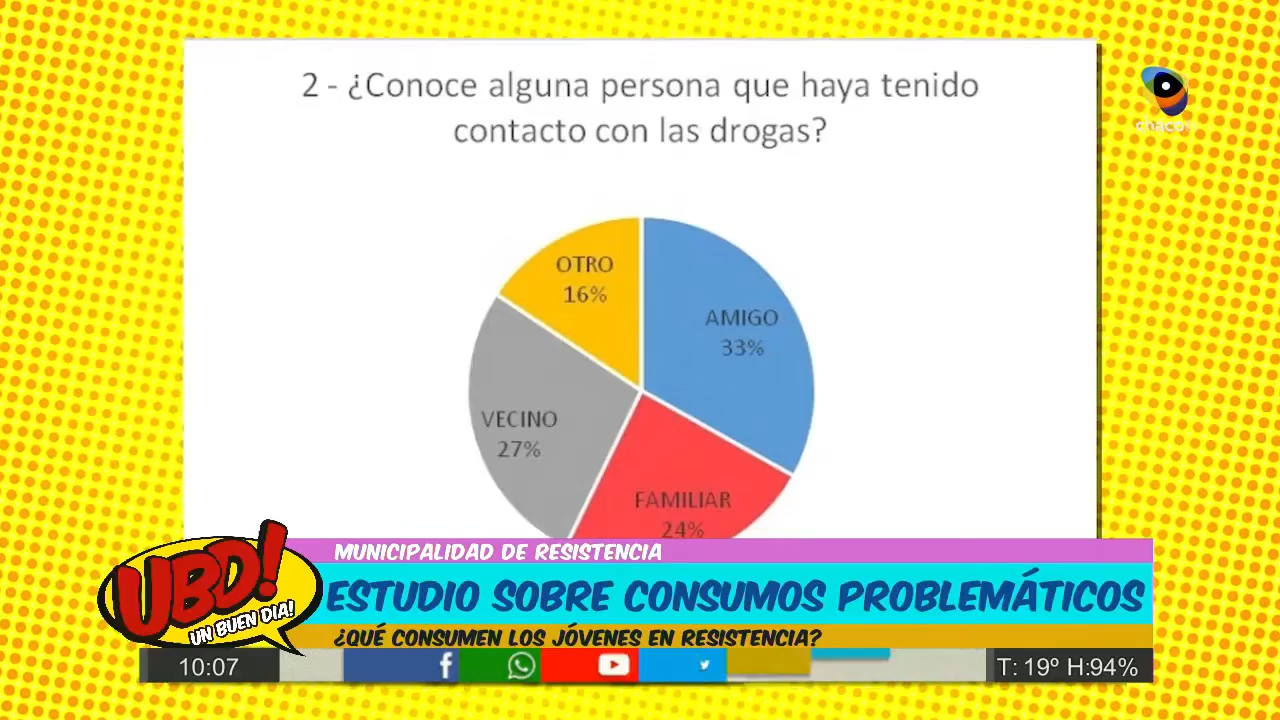 2 - ¿Conoce alguna persona que haya tenido
contacto con las drogas?
chaco
OTRO
16%
AMIGO
33%
VECINO
27%
FAMILIAR
24%
UBD!
UN BUEN DIA!
MUNICIPALIDAD DE RESISTENCIA
ESTUDIO SOBRE CONSUMOS PROBLEMÁTICOS
¿QUÉ CONSUMEN LOS JÓVENES EN RESISTENCIA?
10:07
T: 19º H:94%